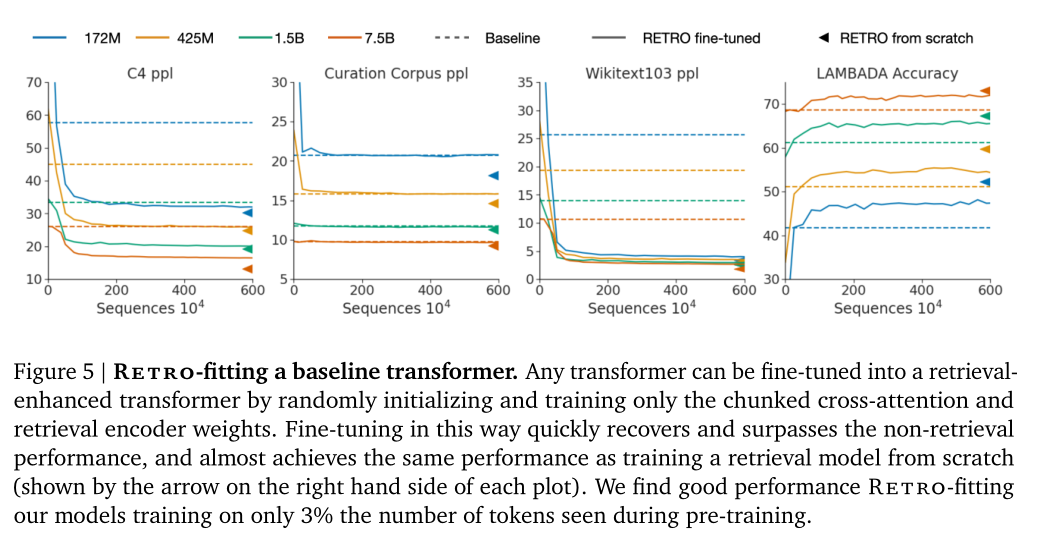 172M 425M 1.5B 7.5B Baseline RETRO fine-tuned RETRO from scratch
C4 ppl
70
60
50
40
30
20
10
0 200 400 600
Sequences 10⁴
Curation Corpus ppl
30
25
20
15
10
5
0 200 400 600
Sequences 10⁴
Wikitext103 ppl
35
30
25
20
15
10
5
0
0 200 400 600
Sequences 10⁴
LAMBADA Accuracy
70
60
50
40
30
0 200 400 600
Sequences 10⁴
Figure 5 | RETRO-fitting a baseline transformer. Any transformer can be fine-tuned into a retrieval-
enhanced transformer by randomly initializing and training only the chunked cross-attention and
retrieval encoder weights. Fine-tuning in this way quickly recovers and surpasses the non-retrieval
performance, and almost achieves the same performance as training a retrieval model from scratch
(shown by the arrow on the right hand side of each plot). We find good performance RETRO-fitting
our models training on only 3% the number of tokens seen during pre-training.